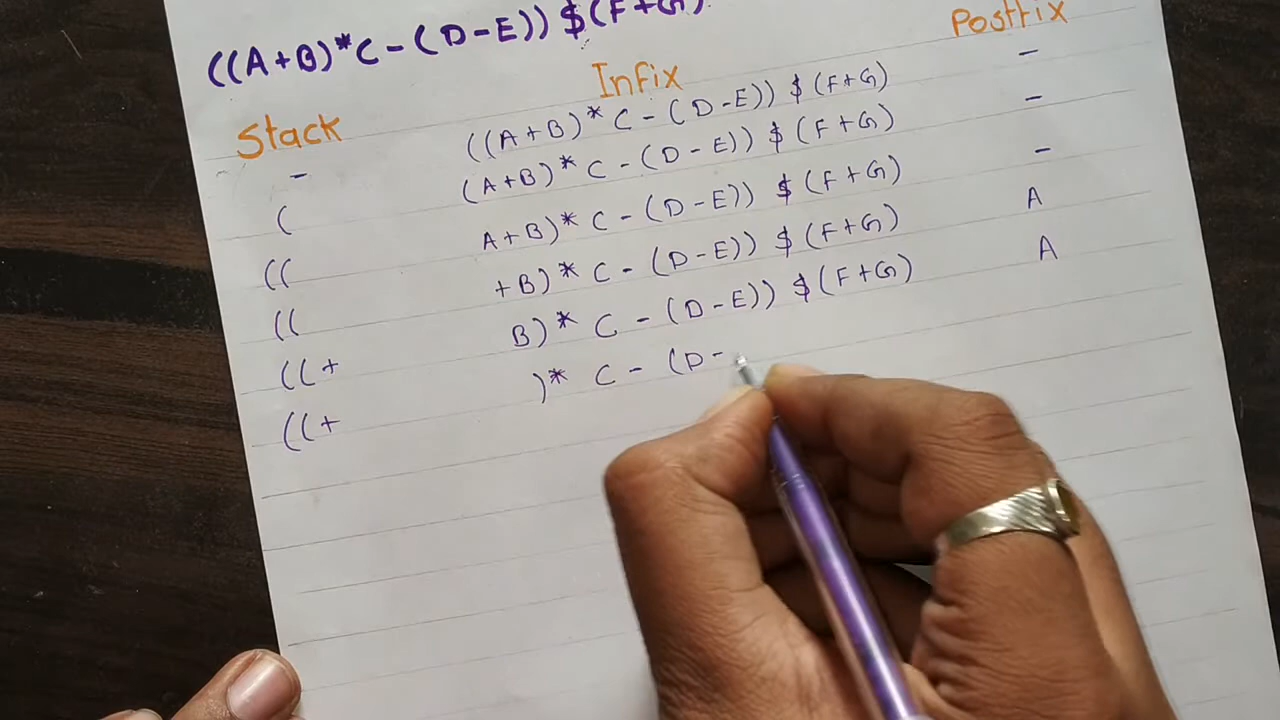 ((A+B)*C-(D-E))$(F+G)
Stack Infix Postfix
- ((A+B)*C-(D-E))$(F+G) -
( (A+B)*C-(D-E))$(F+G) -
(( A+B)*C-(D-E))$(F+G) -
(( +B)*C-(D-E))$(F+G) A
((+ B)*C-(D-E))$(F+G) A
((+ )*C-(D-